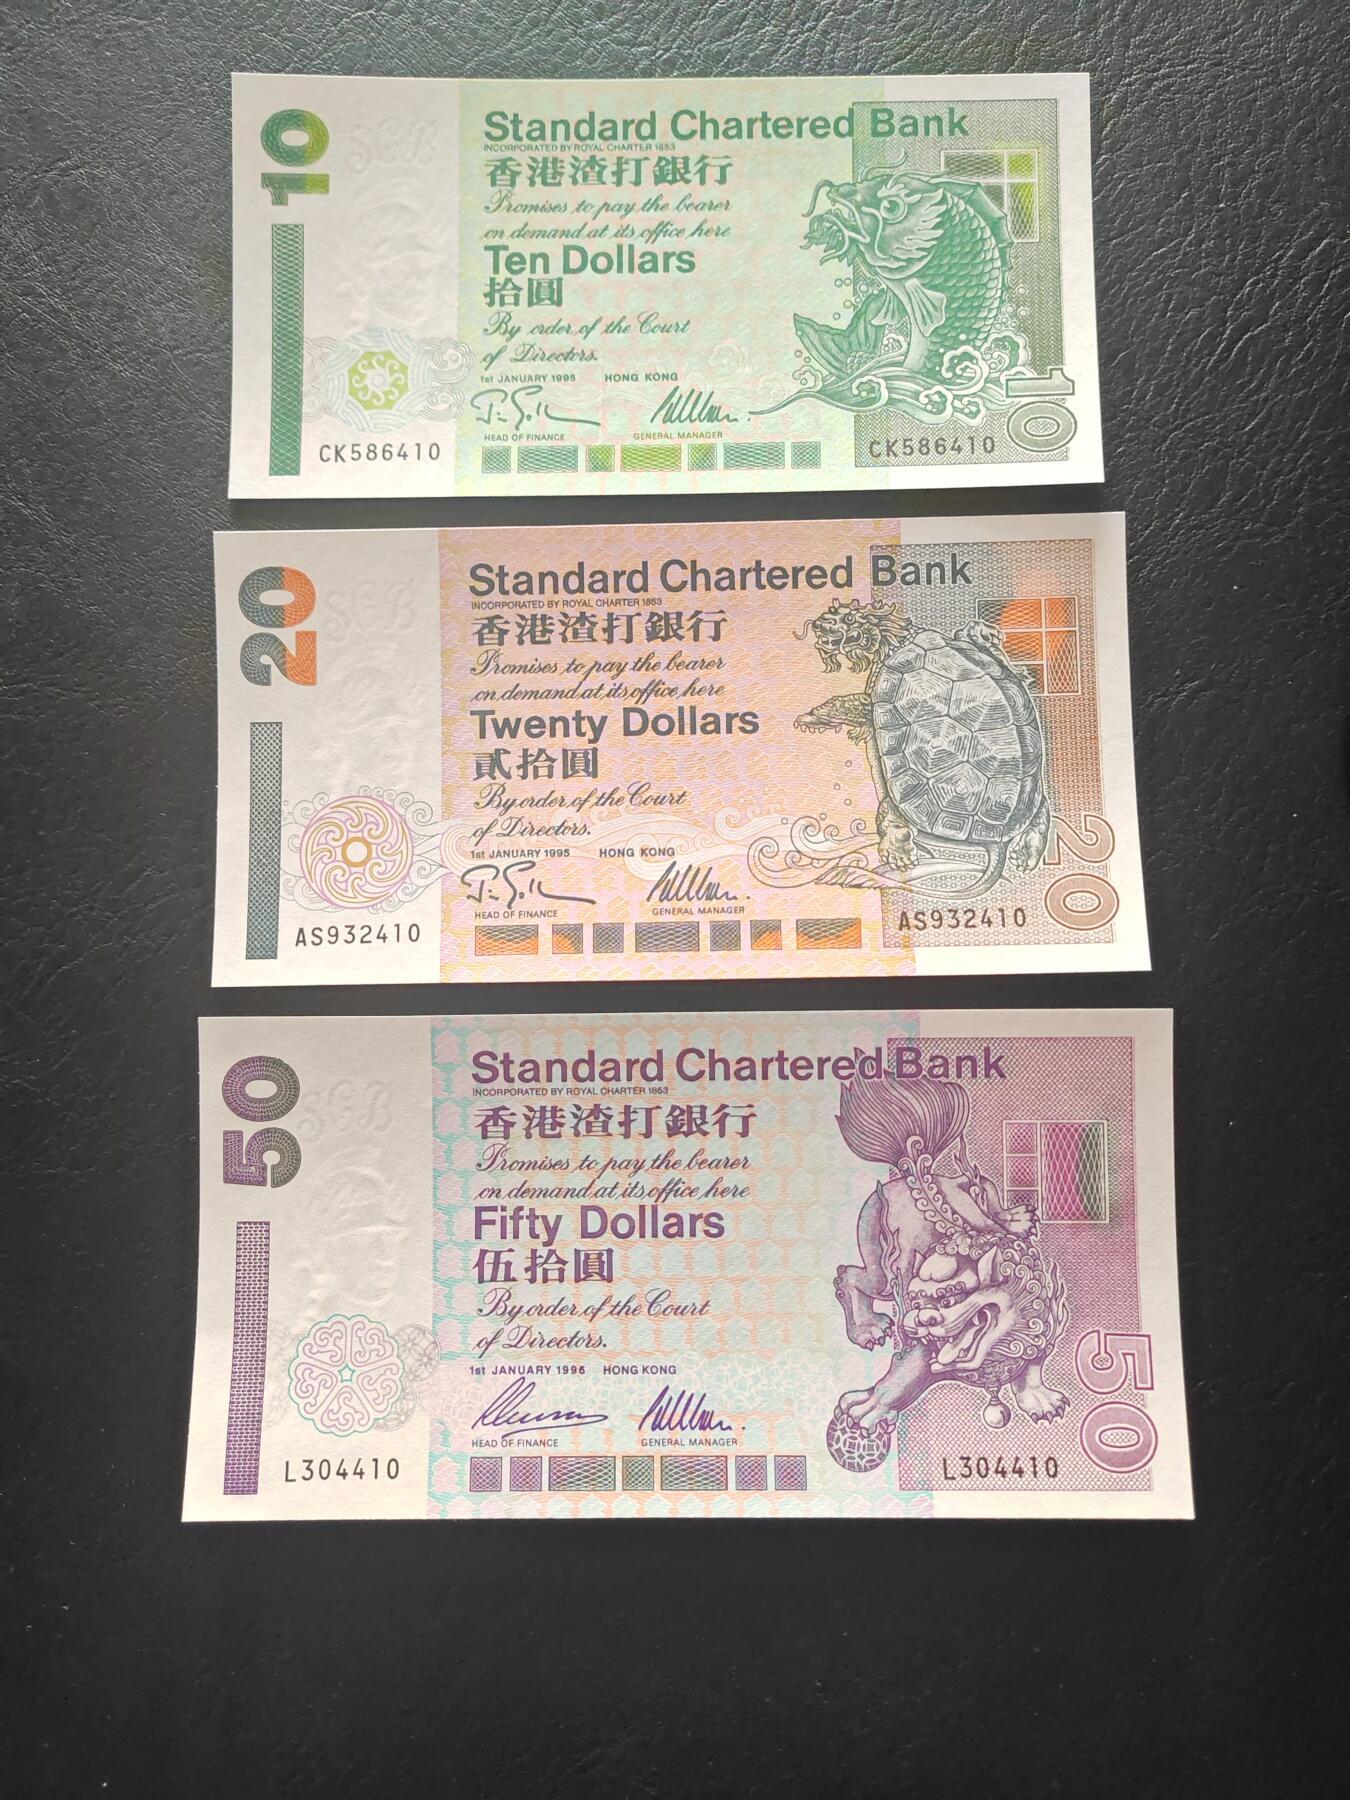 10
SCB
Standard Chartered Bank
INCORPORATED BY ROYAL CHARTER 1853
香港渣打銀行
Promises to pay the bearer
on demand at its office here
Ten Dollars
拾圓
By order of the Court
of Directors.
1st JANUARY 1995 HONG KONG
HEAD OF FINANCE GENERAL MANAGER
CK586410 CK586410
10
20
SCB
Standard Chartered Bank
INCORPORATED BY ROYAL CHARTER 1853
香港渣打銀行
Promises to pay the bearer
on demand at its office here
Twenty Dollars
貳拾圓
By order of the Court
of Directors.
1st JANUARY 1995 HONG KONG
HEAD OF FINANCE GENERAL MANAGER
AS932410 AS932410
20
50
SCB
Standard Chartered Bank
INCORPORATED BY ROYAL CHARTER 1853
香港渣打銀行
Promises to pay the bearer
on demand at its office here
Fifty Dollars
伍拾圓
By order of the Court
of Directors.
1st JANUARY 1996 HONG KONG
HEAD OF FINANCE GENERAL MANAGER
L304410 L304410
50